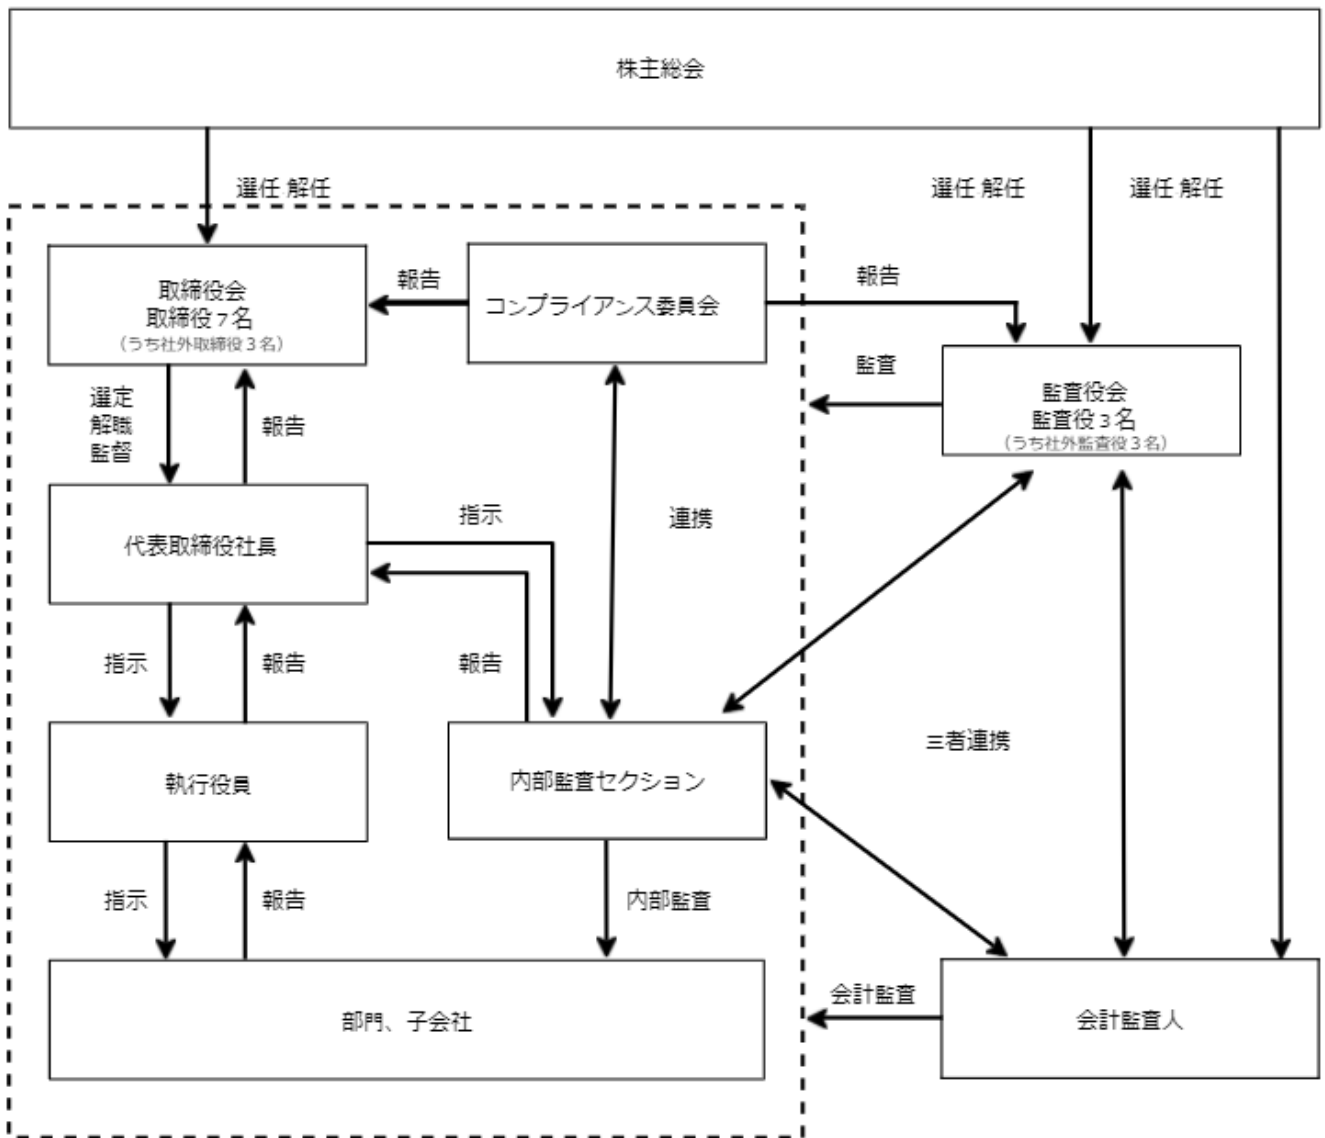 株主総会
選任 解任
選任 解任
選任 解任
取締役会
取締役7名
（うち社外取締役3名）
報告
コンプライアンス委員会
報告
監査
監査役会
監査役3名
（うち社外監査役3名）
選定
解職
監督
報告
代表取締役社長
指示
連携
指示
報告
報告
三者連携
執行役員
内部監査セクション
指示
報告
内部監査
部門、子会社
会計監査
会計監査人